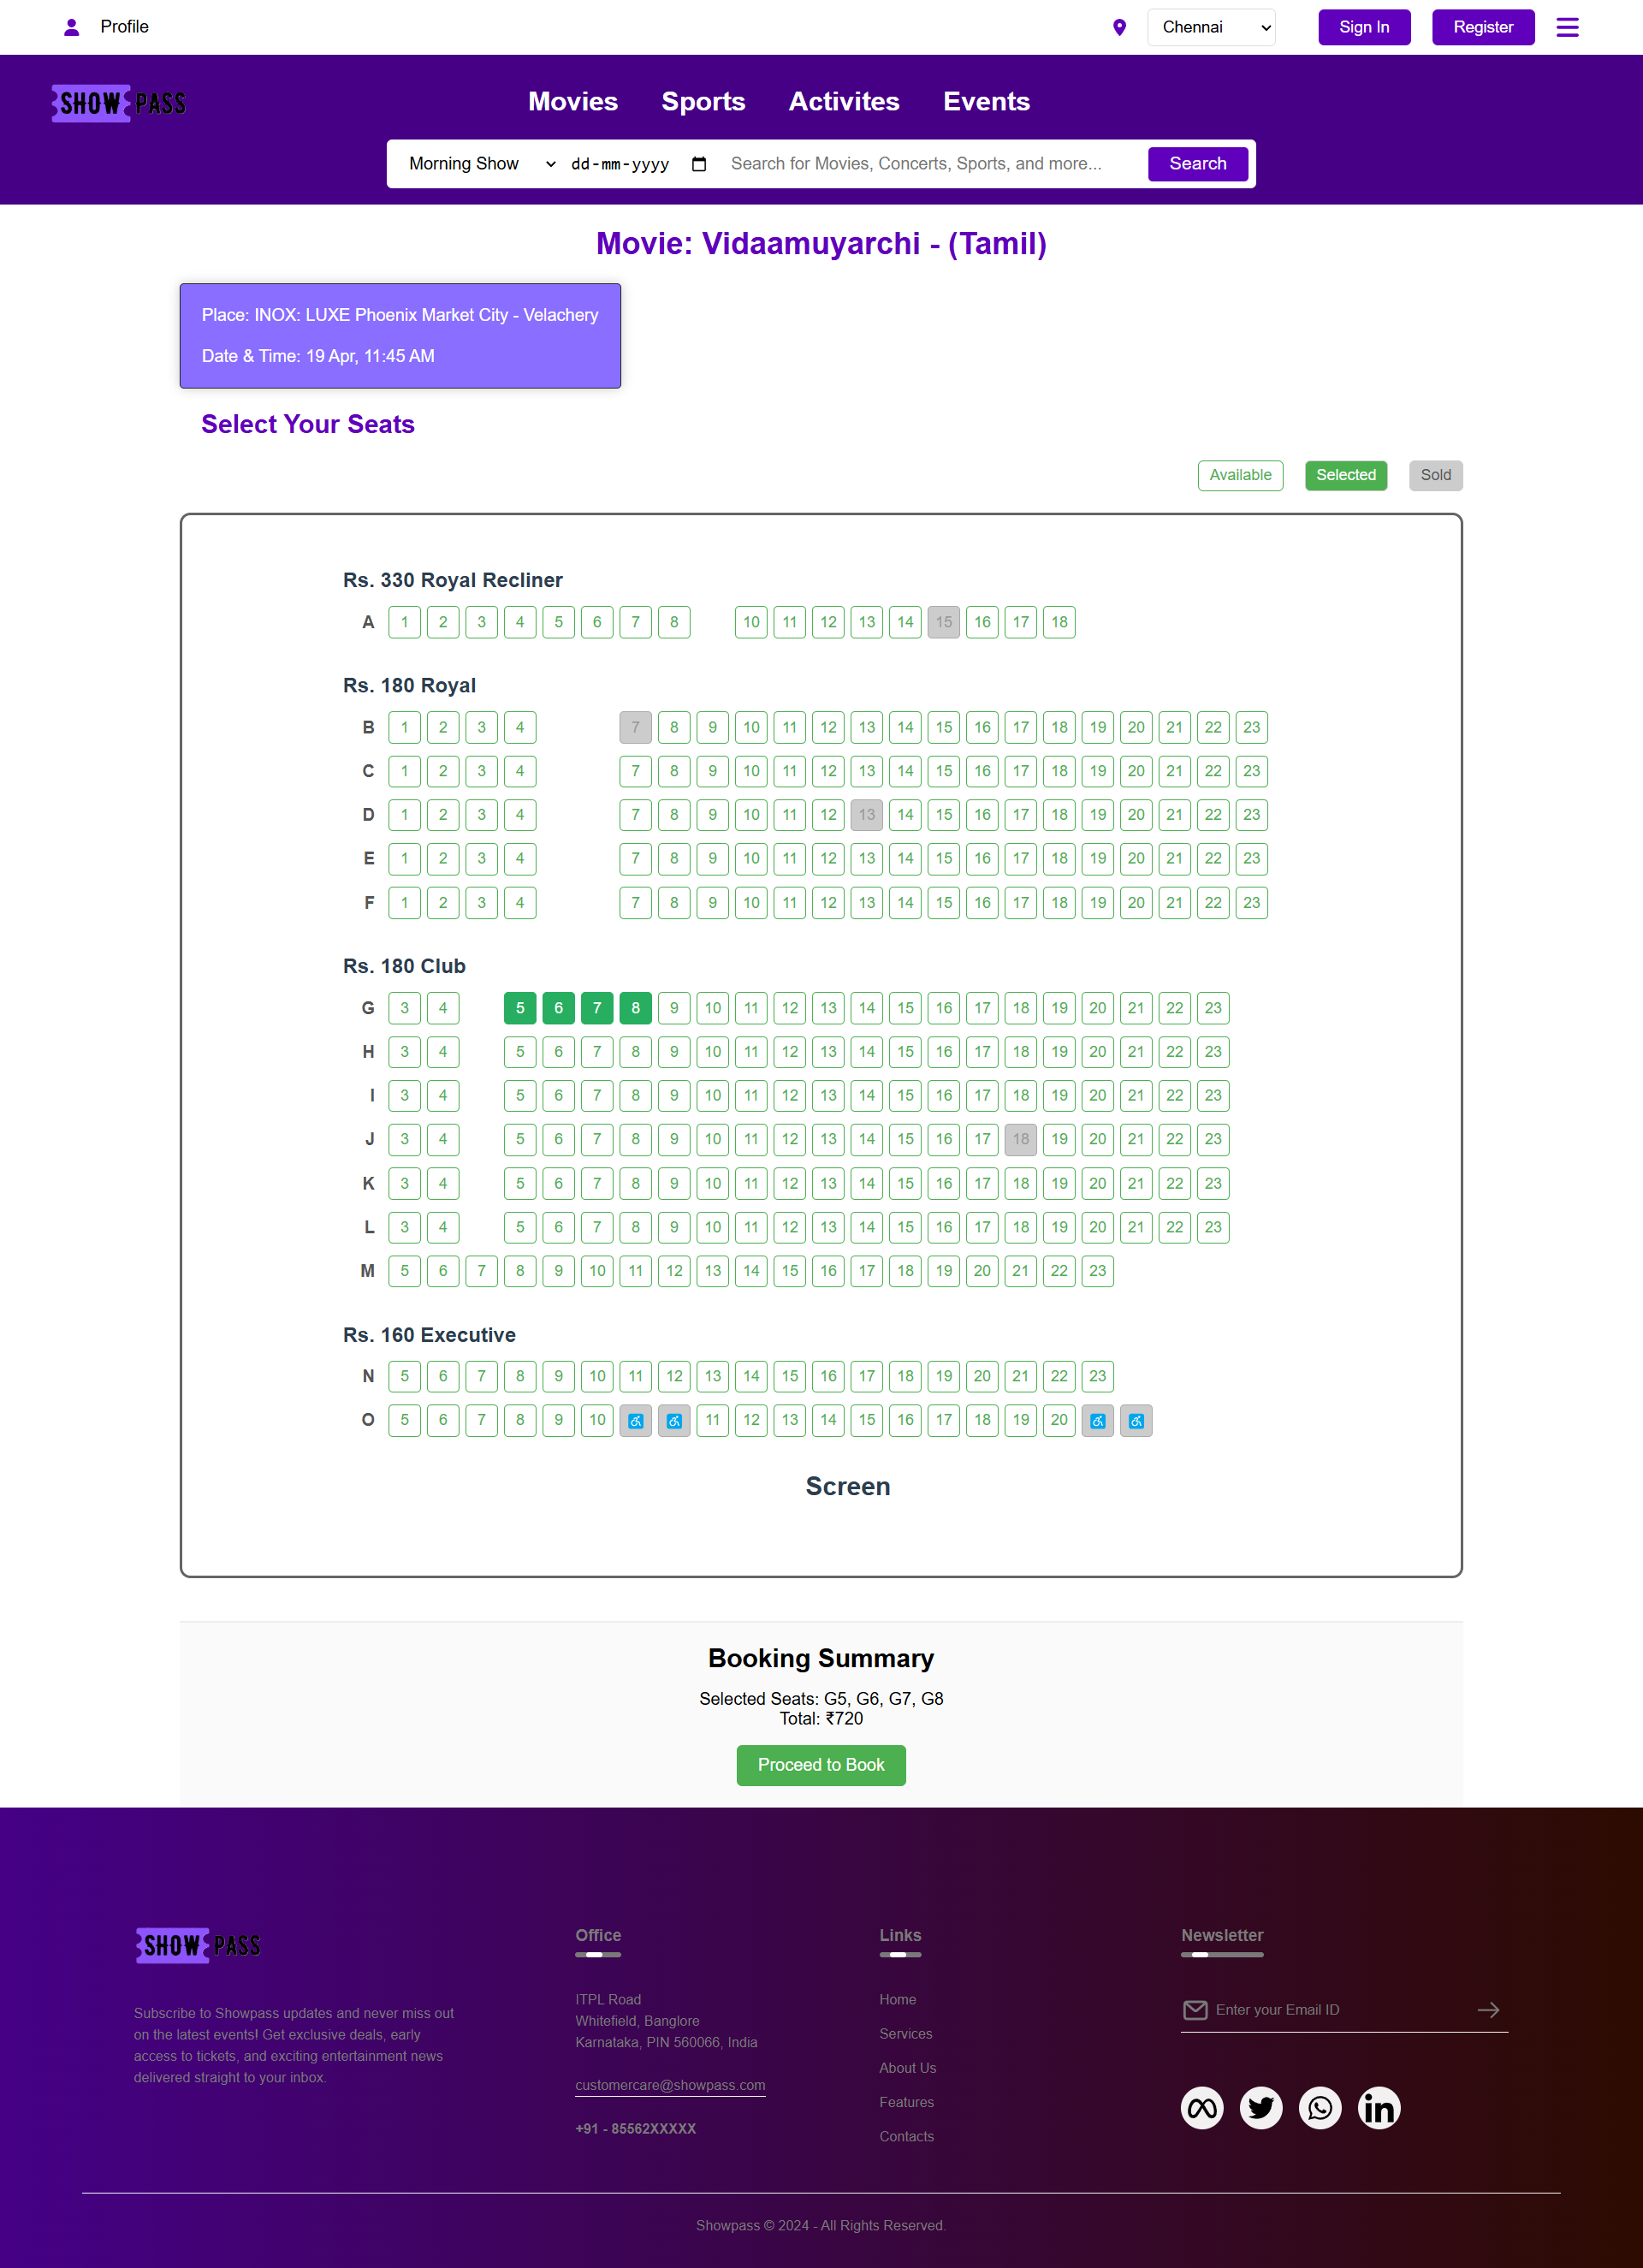 Profile
Chennai
Sign In
Register
SHOW PASS
Movies Sports Activites Events
Morning Show dd-mm-yyyy Search for Movies, Concerts, Sports, and more... Search
Movie: Vidaamuyarchi - (Tamil)
Place: INOX: LUXE Phoenix Market City - Velachery
Date & Time: 19 Apr, 11:45 AM
Select Your Seats
Available Selected Sold
Rs. 330 Royal Recliner
A 1 2 3 4 5 6 7 8 10 11 12 13 14 15 16 17 18
Rs. 180 Royal
B 1 2 3 4 7 8 9 10 11 12 13 14 15 16 17 18 19 20 21 22 23
C 1 2 3 4 7 8 9 10 11 12 13 14 15 16 17 18 19 20 21 22 23
D 1 2 3 4 7 8 9 10 11 12 13 14 15 16 17 18 19 20 21 22 23
E 1 2 3 4 7 8 9 10 11 12 13 14 15 16 17 18 19 20 21 22 23
F 1 2 3 4 7 8 9 10 11 12 13 14 15 16 17 18 19 20 21 22 23
Rs. 180 Club
G 3 4 5 6 7 8 9 10 11 12 13 14 15 16 17 18 19 20 21 22 23
H 3 4 5 6 7 8 9 10 11 12 13 14 15 16 17 18 19 20 21 22 23
I 3 4 5 6 7 8 9 10 11 12 13 14 15 16 17 18 19 20 21 22 23
J 3 4 5 6 7 8 9 10 11 12 13 14 15 16 17 18 19 20 21 22 23
K 3 4 5 6 7 8 9 10 11 12 13 14 15 16 17 18 19 20 21 22 23
L 3 4 5 6 7 8 9 10 11 12 13 14 15 16 17 18 19 20 21 22 23
M 5 6 7 8 9 10 11 12 13 14 15 16 17 18 19 20 21 22 23
Rs. 160 Executive
N 5 6 7 8 9 10 11 12 13 14 15 16 17 18 19 20 21 22 23
O 5 6 7 8 9 10 11 12 13 14 15 16 17 18 19 20
Screen
Booking Summary
Selected Seats: G5, G6, G7, G8
Total: ₹720
Proceed to Book
SHOW PASS
Subscribe to Showpass updates and never miss out
on the latest events! Get exclusive deals, early
access to tickets, and exciting entertainment news
delivered straight to your inbox.
Office
ITPL Road
Whitefield, Banglore
Karnataka, PIN 560066, India
customercare@showpass.com
+91 - 85562XXXXX
Links
Home
Services
About Us
Features
Contacts
Newsletter
Enter your Email ID
in
Showpass © 2024 - All Rights Reserved.